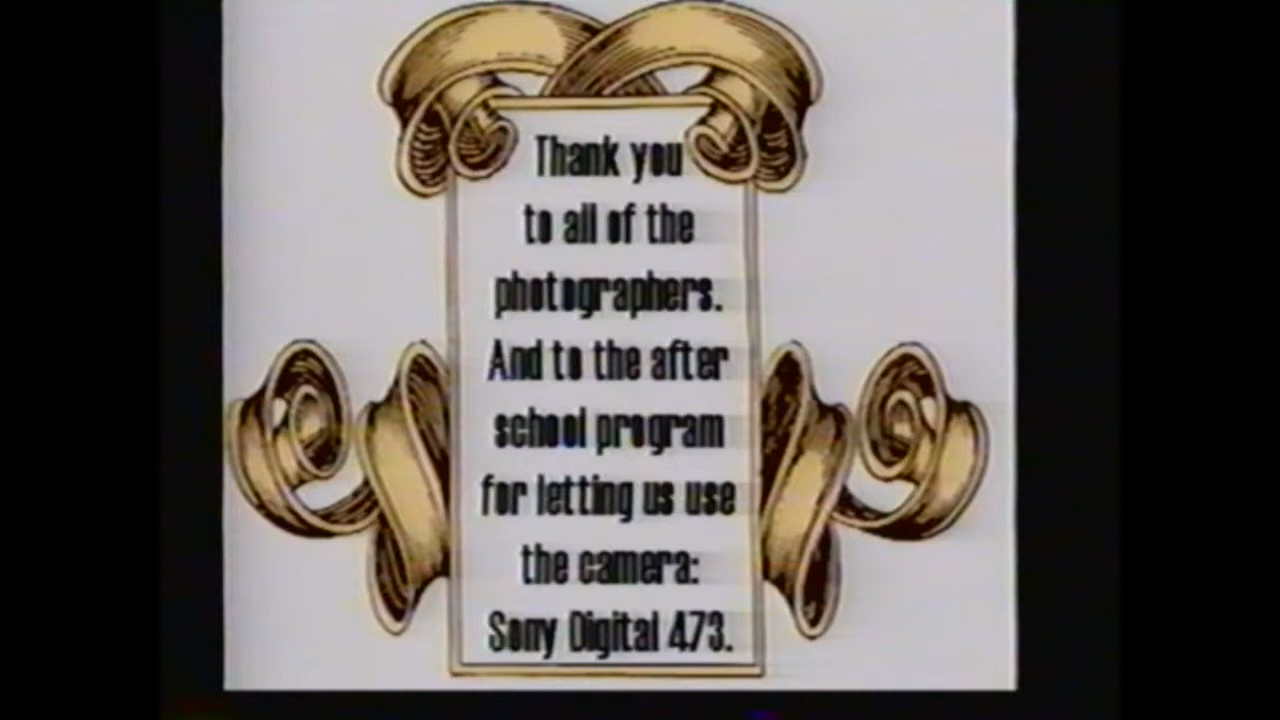 Thank you
to all of the
photographers.
And to the after
school program
for letting us use
the camera:
Sony Digital 473.